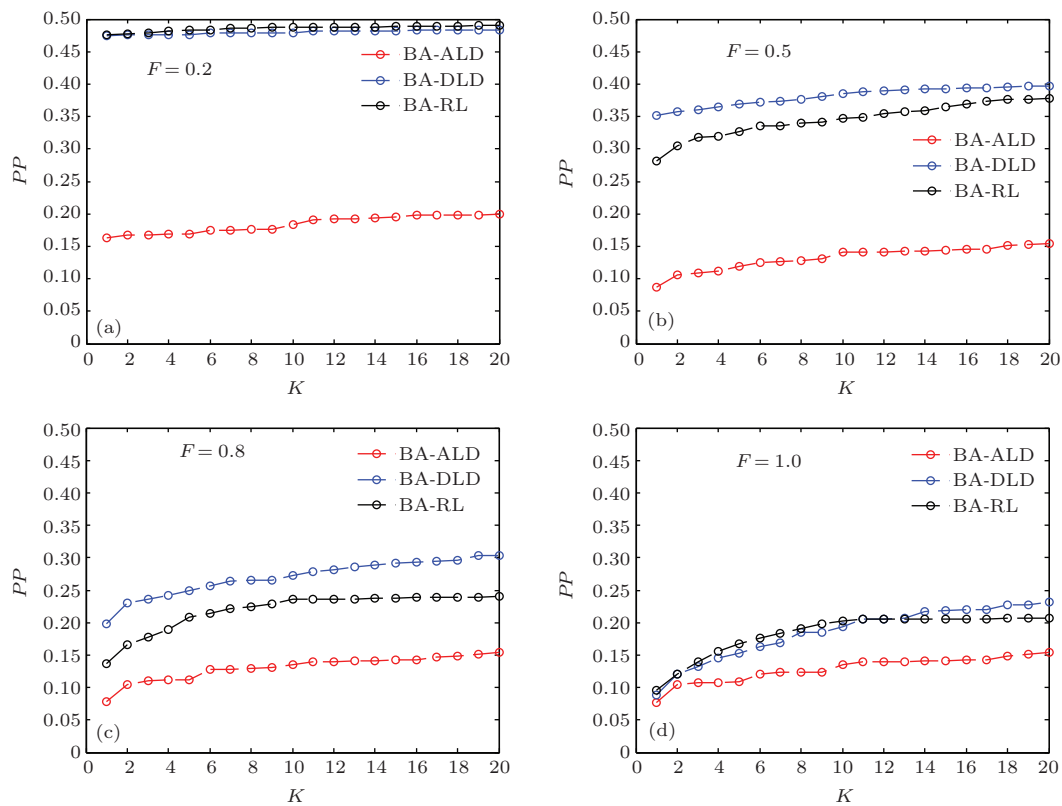 0.50
0.45
0.40
0.35
0.30
0.25
0.20
0.15
0.10
0.05
0
PP
F = 0.2
BA-ALD
BA-DLD
BA-RL
(a)
0 2 4 6 8 10 12 14 16 18 20
K
0.50
0.45
0.40
0.35
0.30
0.25
0.20
0.15
0.10
0.05
0
PP
F = 0.5
BA-ALD
BA-DLD
BA-RL
(b)
0 2 4 6 8 10 12 14 16 18 20
K
0.50
0.45
0.40
0.35
0.30
0.25
0.20
0.15
0.10
0.05
0
PP
F = 0.8
BA-ALD
BA-DLD
BA-RL
(c)
0 2 4 6 8 10 12 14 16 18 20
K
0.50
0.45
0.40
0.35
0.30
0.25
0.20
0.15
0.10
0.05
0
PP
F = 1.0
BA-ALD
BA-DLD
BA-RL
(d)
0 2 4 6 8 10 12 14 16 18 20
K